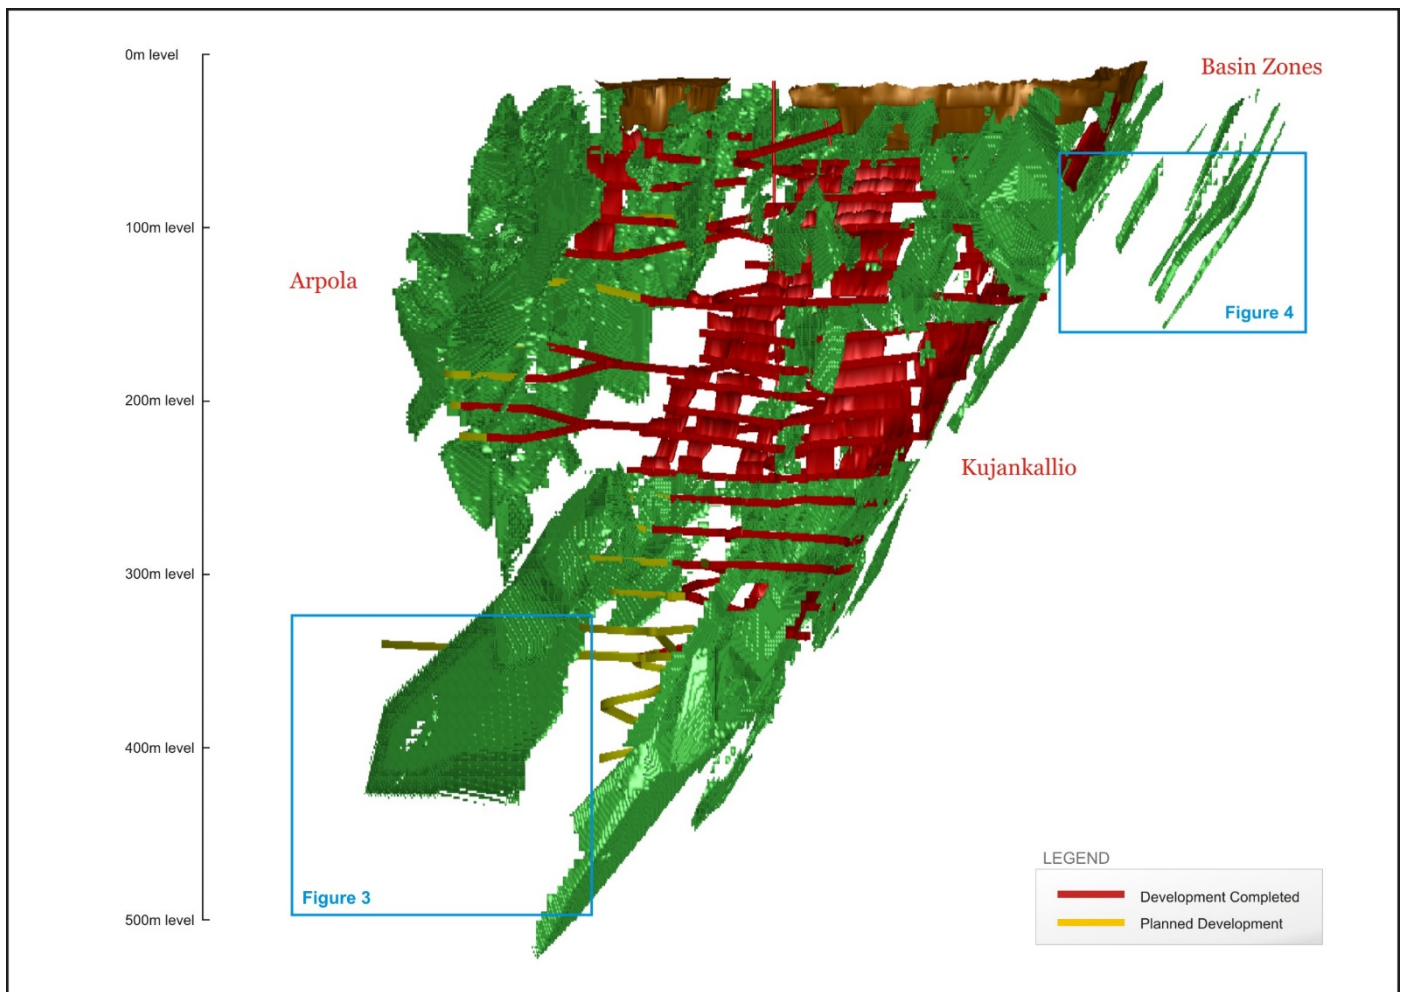 0m level
Basin Zones
100m level
Arpola
Figure 4
200m level
Kujankallio
300m level
400m level
LEGEND
Development Completed
Figure 3
500m level
Planned Development